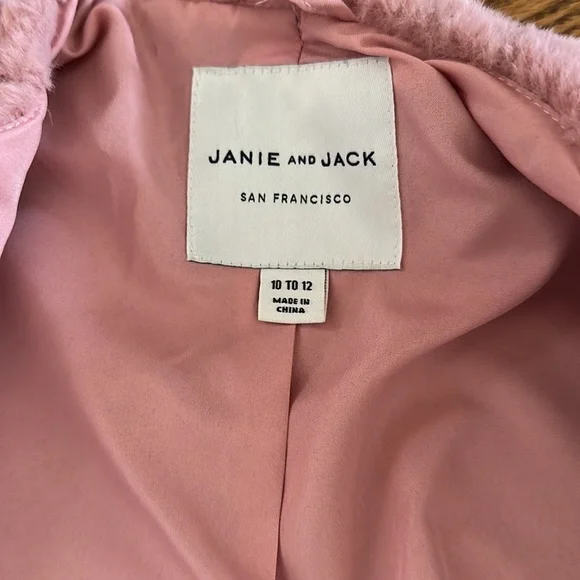 JANIE AND JACK
SAN FRANCISCO
10 TO 12
MADE IN
CHINA